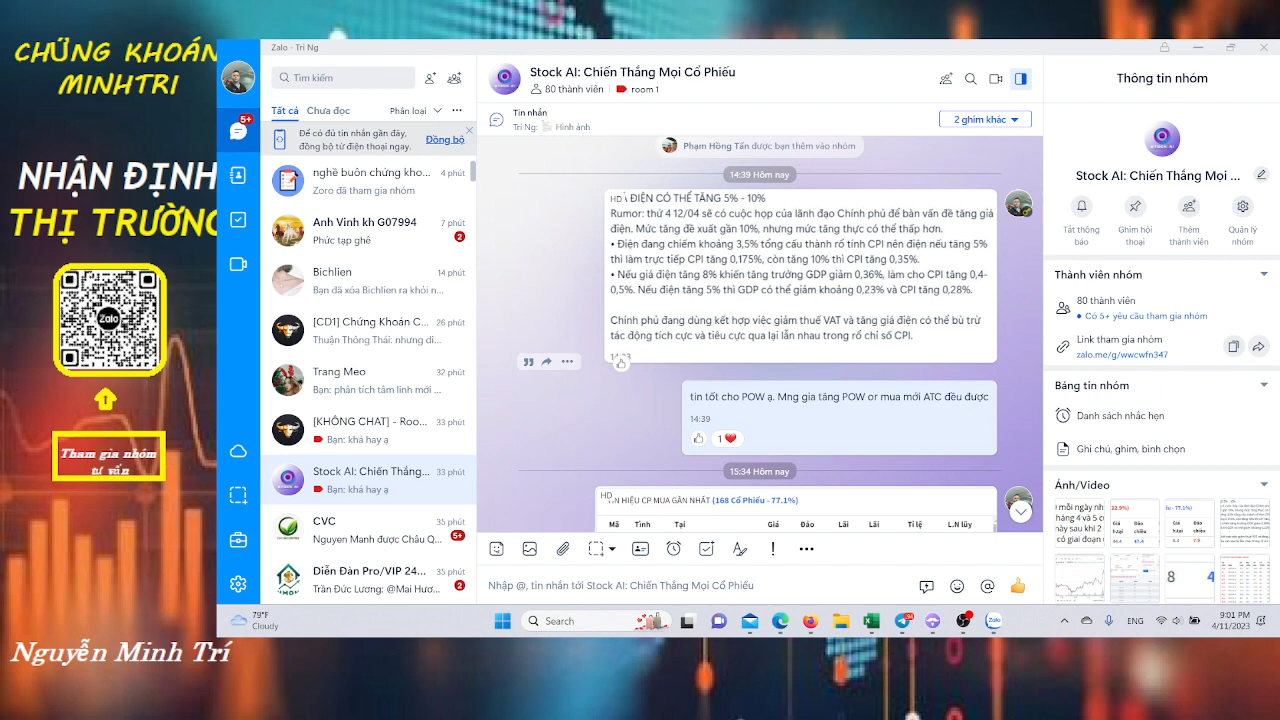 CHỨNG KHOÁN
MINHTRI
NHẬN ĐỊNH
THỊ TRƯỜNG
Zalo
Tham gia nhóm
tư vấn
Nguyễn Minh Trí
Zalo - Tri Ng
5+
Tìm kiếm
Tất cả Chưa đọc Phân loại
Để có đủ tin nhắn gần đây,
đồng bộ từ điện thoại ngay.
Đồng bộ
nghề buôn chứng kho... 4 phút
Zoro đã tham gia nhóm
Anh Vinh kh G07994 7 phút
Phức tạp ghê 2
Bichlien 14 phút
Bạn đã xóa Bichlien ra khỏi n...
[CD1] Chứng Khoán C... 26 phút
Thuận Thông Thái: nhưng di...
Trang Meo 32 phút
Bạn: phân tích tâm linh mới ...
[KHÔNG CHAT] - Roo... 33 phút
Bạn: khá hay ạ
Stock AI: Chiến Thắng... 33 phút
Bạn: khá hay ạ
CVC 35 phút
Nguyen Manh được Châu Q... 5+
Diễn Đàn Pro/VIP 24... 35 phút
Trần Đức Lương: @Mai Hươ... 2
Stock AI: Chiến Thắng Mọi Cổ Phiếu
80 thành viên room 1
Tin nhắn
Tri Ng: Hình ảnh
2 ghim khác
Phạm Hồng Tấn được bạn thêm vào nhóm
14:39 Hôm nay
HD ĐIỆN CÓ THỂ TĂNG 5% - 10%
Rumor: thứ 4 12/04 sẽ có cuộc họp của lãnh đạo Chính phủ để bàn vấn đề tăng giá
điện. Mức tăng đề xuất gần 10%, nhưng mức tăng thực có thể thấp hơn.
• Điện đang chiếm khoảng 3,5% tổng cấu thành rổ tính CPI nên điện nếu tăng 5%
thì làm trực tiếp CPI tăng 0,175%, còn tăng 10% thì CPI tăng 0,35%.
• Nếu giá điện tăng 8% khiến tăng trưởng GDP giảm 0,36%, làm cho CPI tăng 0,4-
0,5%. Nếu điện tăng 5% thì GDP có thể giảm khoảng 0,23% và CPI tăng 0,28%.
Chính phủ đang dùng kết hợp việc giảm thuế VAT và tăng giá điện có thể bù trừ
tác động tích cực và tiêu cực qua lại lẫn nhau trong rổ chỉ số CPI.
tin tốt cho POW ạ. Mng gia tăng POW or mua mới ATC đều được
14:39
1
15:34 Hôm nay
HD TÍN HIỆU CP MUA GẦN NHẤT (168 Cổ Phiếu - 77.1%)
Mã Tình Tại Giá Đáo Lãi Lãi Tỉ lệ
Nhập @, tin nhắn tới Stock AI: Chiến Thắng Mọi Cổ Phiếu
Thông tin nhóm
Stock AI: Chiến Thắng Mọi ...
Tắt thông báo
Ghim hội thoại
Thêm thành viên
Quản lý nhóm
Thành viên nhóm
80 thành viên
• Có 5+ yêu cầu tham gia nhóm
Link tham gia nhóm
zalo.me/g/wwcwfn347
Bảng tin nhóm
Danh sách nhắc hẹn
Ghi chú, ghim, bình chọn
Ảnh/Video
79°F
Cloudy
Search
ENG
9:01 PM
4/11/2023